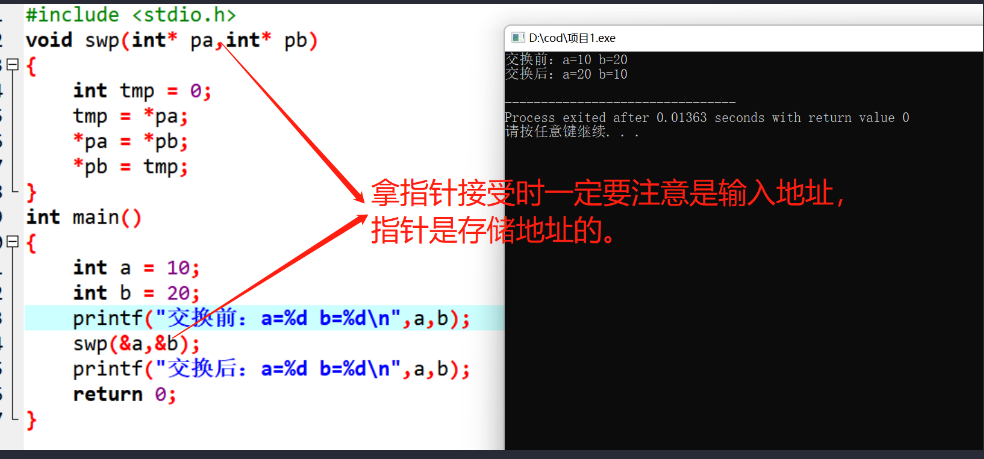 #include <stdio.h>
void swp(int* pa,int* pb)
{
int tmp = 0;
tmp = *pa;
*pa = *pb;
*pb = tmp;
}
int main()
{
int a = 10;
int b = 20;
printf("交换前：a=%d b=%d\n",a,b);
swp(&a,&b);
printf("交换后：a=%d b=%d\n",a,b);
return 0;
}
拿指针接受时一定要注意是输入地址，
指针是存储地址的。
D:\cod\项目1.exe
交换前：a=10 b=20
交换后：a=20 b=10
--------------------------------
Process exited after 0.01363 seconds with return value 0
请按任意键继续. . .